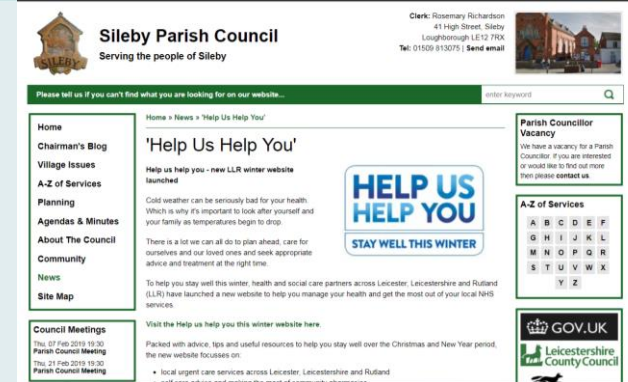 SILEBY
Sileby Parish Council
Serving the people of Sileby
Clerk: Rosemary Richardson
41 High Street, Sileby
Loughborough LE12 7RX
Tel: 01509 813075 | Send email
Please tell us if you can't find what you are looking for on our website...
enter keyword
Home
Chairman's Blog
Village Issues
A-Z of Services
Planning
Agendas & Minutes
About The Council
Community
News
Site Map
Council Meetings
Thu, 07 Feb 2019 19:30
Parish Council Meeting
Thu, 21 Feb 2019 19:30
Parish Council Meeting
Home » News » 'Help Us Help You'
'Help Us Help You'
Help us help you - new LLR winter website
launched
Cold weather can be seriously bad for your health.
Which is why it's important to look after yourself and
your family as temperatures begin to drop.
There is a lot we can all do to plan ahead, care for
ourselves and our loved ones and seek appropriate
advice and treatment at the right time.
HELP US
HELP YOU
STAY WELL THIS WINTER
To help you stay well this winter, health and social care partners across Leicester, Leicestershire and Rutland
(LLR) have launched a new website to help you manage your health and get the most out of your local NHS
services.
Visit the Help us help you this winter website here.
Packed with advice, tips and useful resources to help you stay well over the Christmas and New Year period,
the new website focusses on:
• local urgent care services across Leicester, Leicestershire and Rutland
• self care advice and making the most of community pharmacies
Parish Councillor
Vacancy
We have a vacancy for a Parish
Councillor. If you are interested
or would like to find out more
then please contact us.
A-Z of Services
A B C D E F
G H I J K L
M N O P Q R
S T U V W X
Y Z
GOV.UK
Leicestershire
County Council